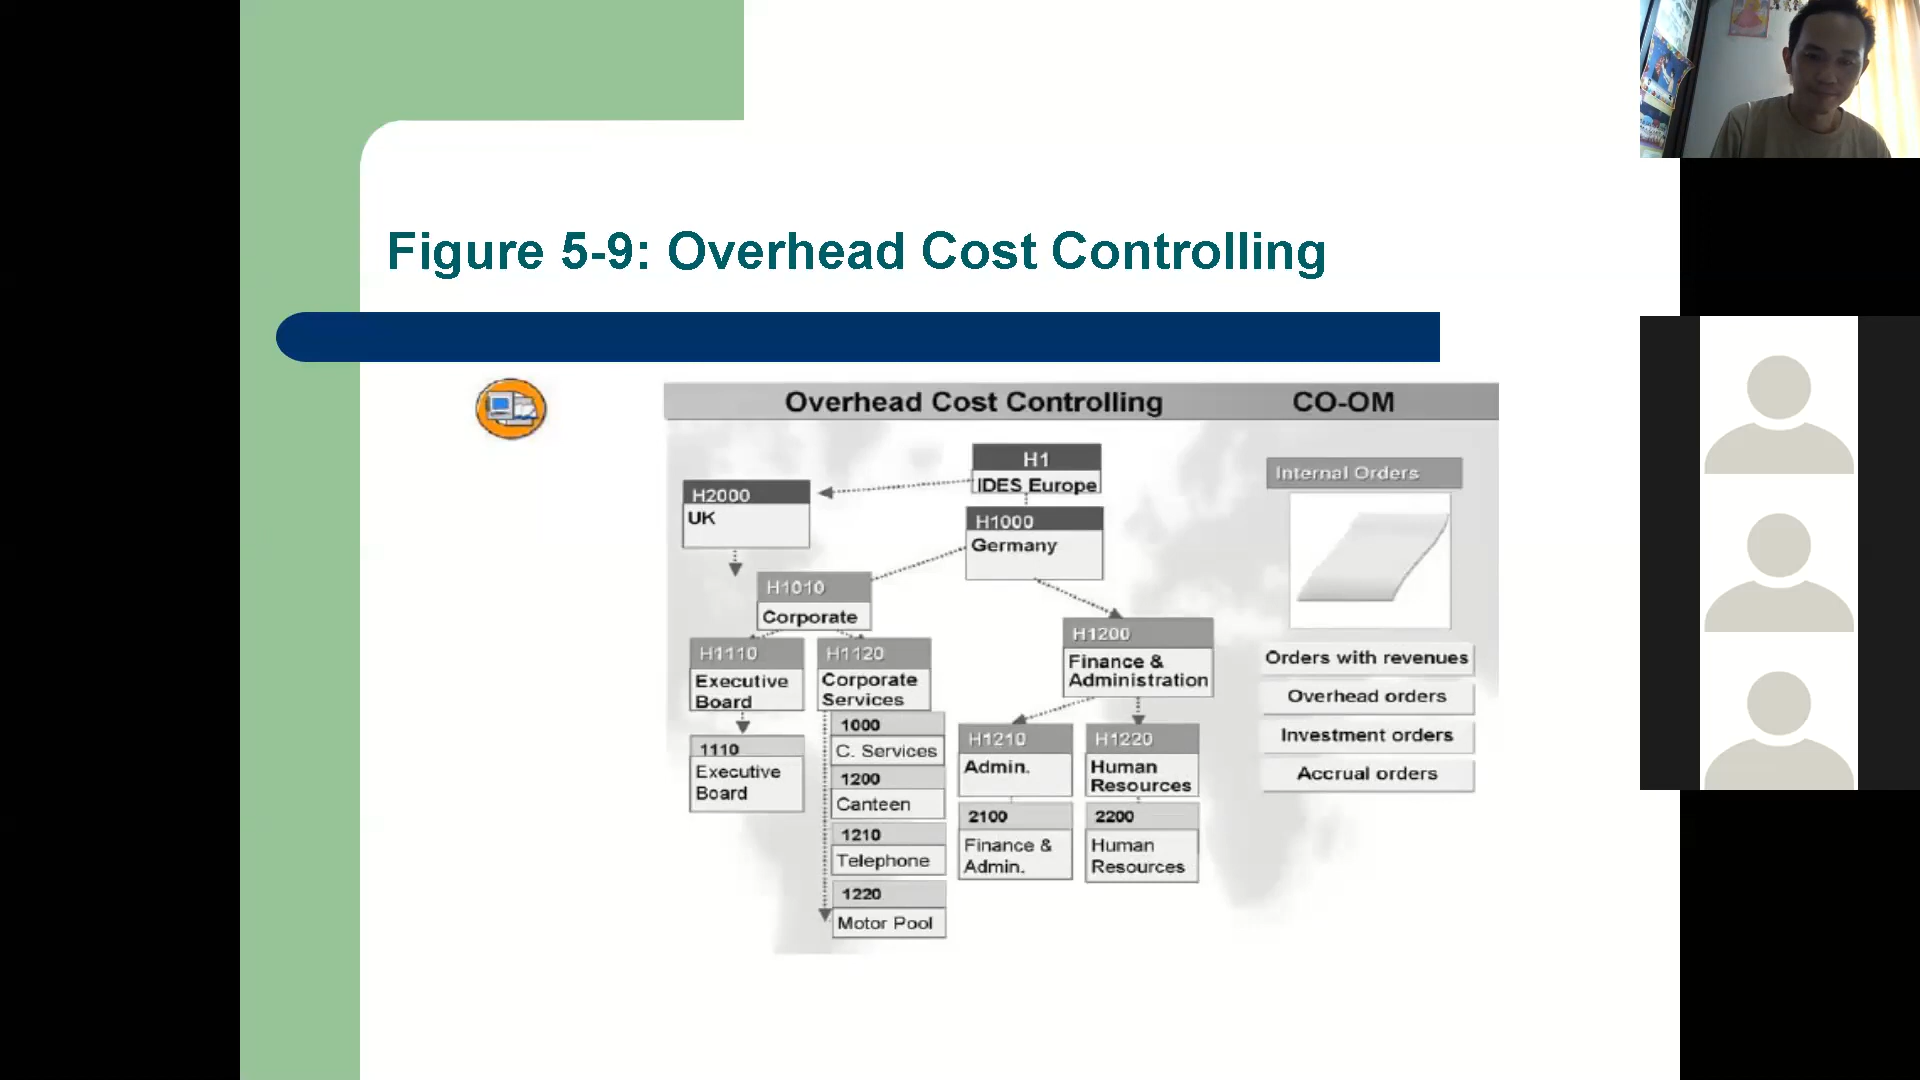 Figure 5-9: Overhead Cost Controlling
Overhead Cost Controlling
CO-OM
H1
IDES Europe
H2000
UK
H1000
Germany
H1010
Corporate
H1110
Executive
Board
H1120
Corporate
Services
H1200
Finance &
Administration
1110
Executive
Board
1000
C. Services
1200
Canteen
1210
Telephone
1220
Motor Pool
H1210
Admin.
H1220
Human
Resources
2100
Finance &
Admin.
2200
Human
Resources
Internal Orders
Orders with revenues
Overhead orders
Investment orders
Accrual orders